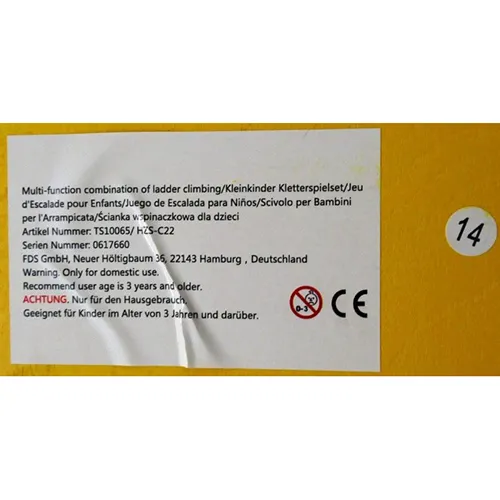 Multi-function combination of ladder climbing/Kleinkinder Kletterspielset/Jeu
d'Escalade pour Enfants/Juego de Escalada para Niños/Scivolo per Bambini
per l'Arrampicata/Ścianka wspinaczkowa dla dzieci
Artikel Nummer: TS10065/ HZS-C22
Serien Nummer: 0617660
FDS GmbH, Neuer Höltigbaum 36, 22143 Hamburg , Deutschland
Warning. Only for domestic use.
Recommend user age is 3 years and older.
ACHTUNG. Nur für den Hausgebrauch.
Geeignet für Kinder im Alter von 3 Jahren und darüber.
0-3
CE
14